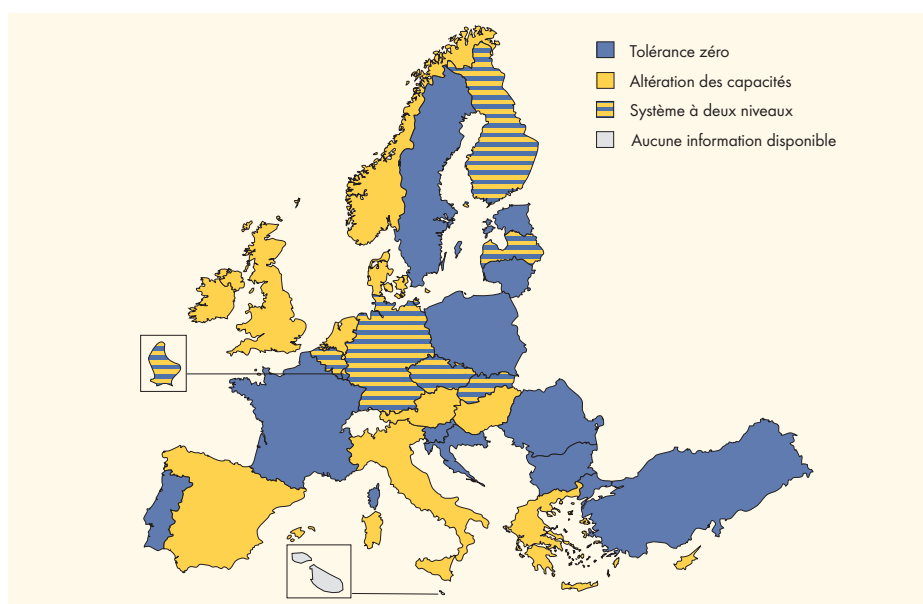 Tolérance zéro
Altération des capacités
Système à deux niveaux
Aucune information disponible